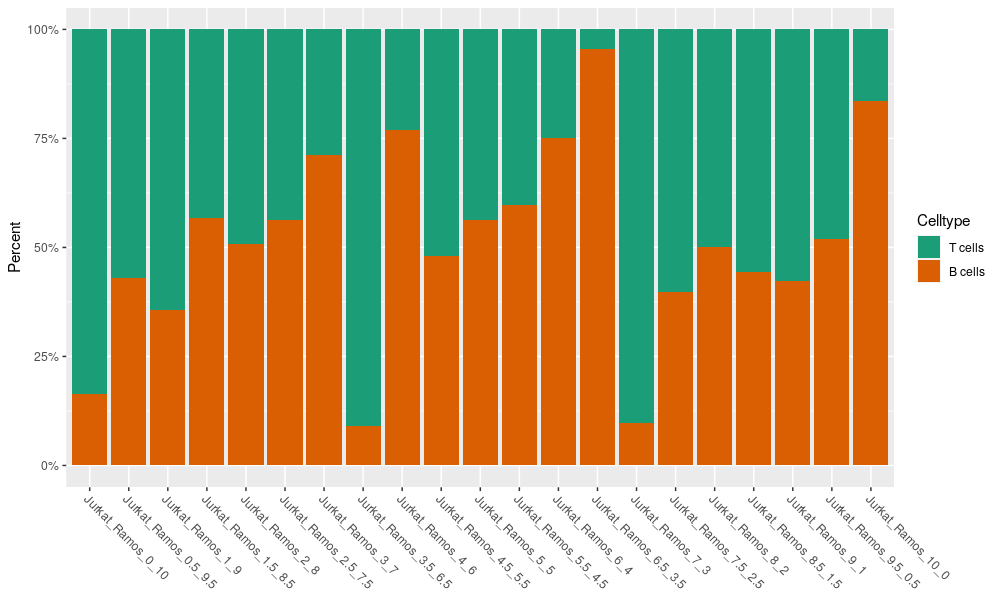 100%
75%
50%
25%
0%
Percent
Jurkat_Ramos_0_10
Jurkat_Ramos_0.5_9.5
Jurkat_Ramos_1_9
Jurkat_Ramos_1.5_8.5
Jurkat_Ramos_2_8
Jurkat_Ramos_2.5_7.5
Jurkat_Ramos_3_7
Jurkat_Ramos_3.5_6.5
Jurkat_Ramos_4_6
Jurkat_Ramos_4.5_5.5
Jurkat_Ramos_5_5
Jurkat_Ramos_5.5_4.5
Jurkat_Ramos_6_4
Jurkat_Ramos_6.5_3.5
Jurkat_Ramos_7_3
Jurkat_Ramos_7.5_2.5
Jurkat_Ramos_8_2
Jurkat_Ramos_8.5_1.5
Jurkat_Ramos_9_1
Jurkat_Ramos_9.5_0.5
Jurkat_Ramos_10_0
Celltype
T cells
B cells